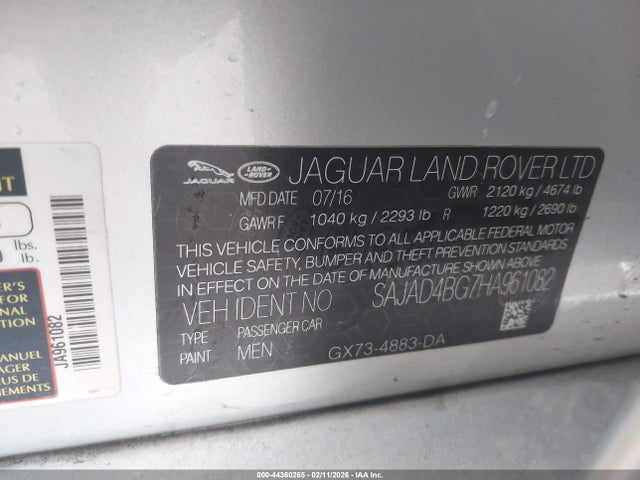 JAGUAR
LAND-ROVER
JAGUAR LAND ROVER LTD
MFD DATE 07/16 GVWR 2120 kg / 4674 lb
GAWR F 1040 kg / 2293 lb R 1220 kg / 2690 lb
THIS VEHICLE CONFORMS TO ALL APPLICABLE FEDERAL MOTOR
VEHICLE SAFETY, BUMPER AND THEFT PREVENTION STANDARDS
IN EFFECT ON THE DATE OF MANUFACTURE SHOWN ABOVE
VEH IDENT NO. SAJAD4BG7HA961082
TYPE PASSENGER CAR
PAINT MEN GX73-4883-DA
lbs.
lb.
JA961082
000-44360265 - 02/11/2026 - IAA Inc.